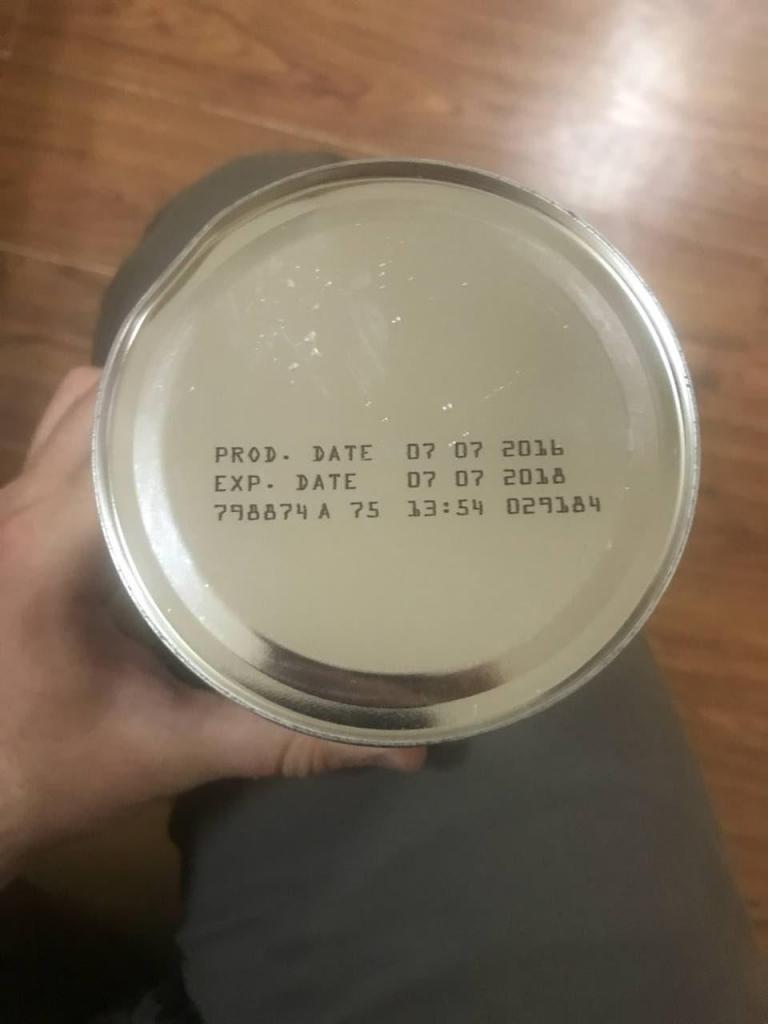 PROD. DATE 07 07 2016
EXP. DATE 07 07 2018
798874 A 75 13:54 029184